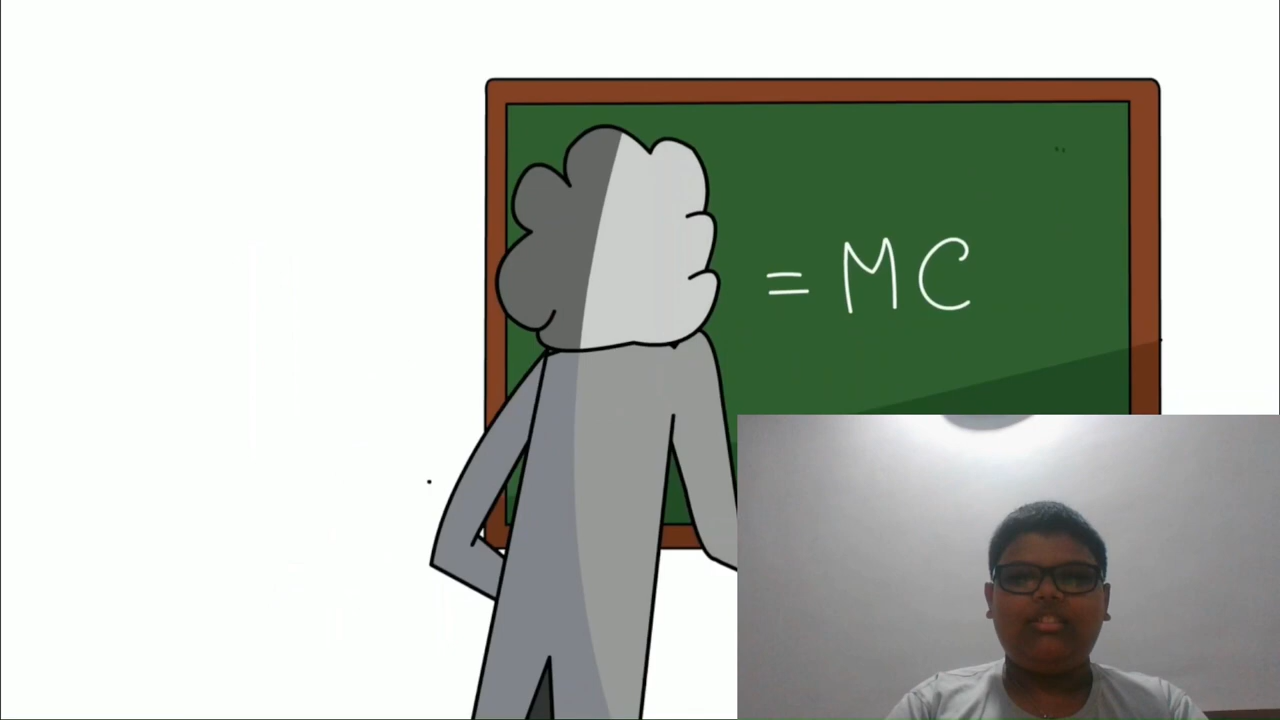 = MC